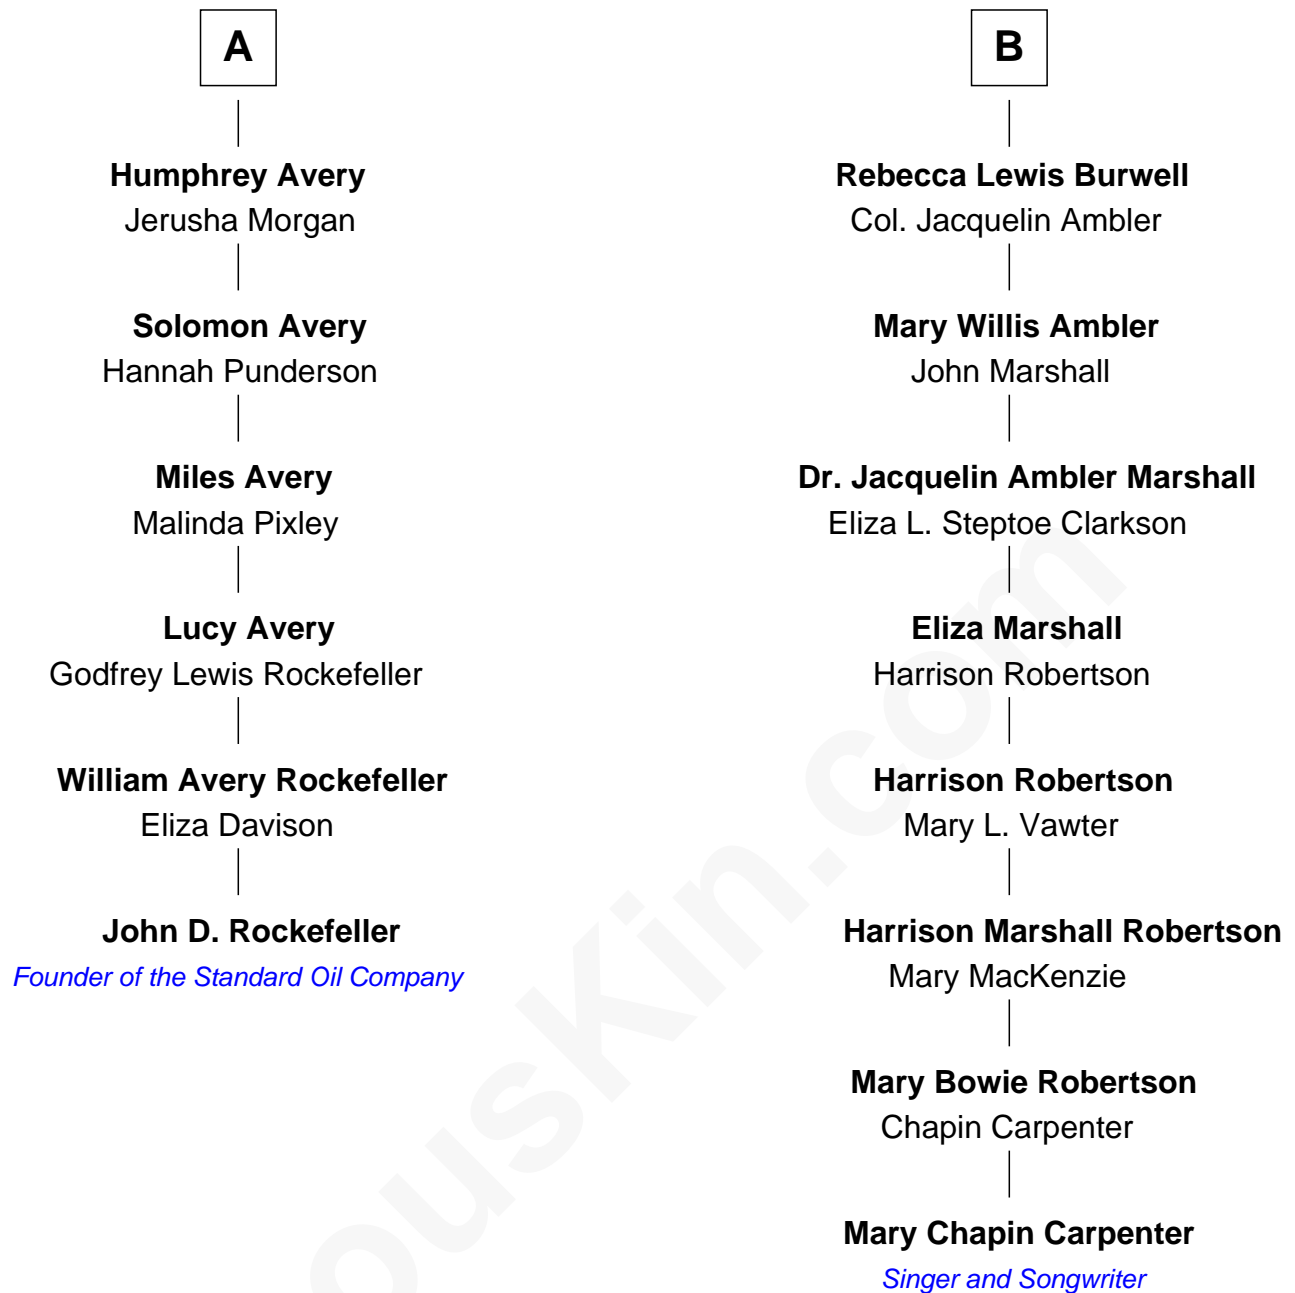 A
Humphrey Avery
Jerusha Morgan
Solomon Avery
Hannah Punderson
Miles Avery
Malinda Pixley
Lucy Avery
Godfrey Lewis Rockefeller
William Avery Rockefeller
Eliza Davison
John D. Rockefeller
Founder of the Standard Oil Company
B
Rebecca Lewis Burwell
Col. Jacquelin Ambler
Mary Willis Ambler
John Marshall
Dr. Jacquelin Ambler Marshall
Eliza L. Steptoe Clarkson
Eliza Marshall
Harrison Robertson
Harrison Robertson
Mary L. Vawter
Harrison Marshall Robertson
Mary MacKenzie
Mary Bowie Robertson
Chapin Carpenter
Mary Chapin Carpenter
Singer and Songwriter
ousKin.com